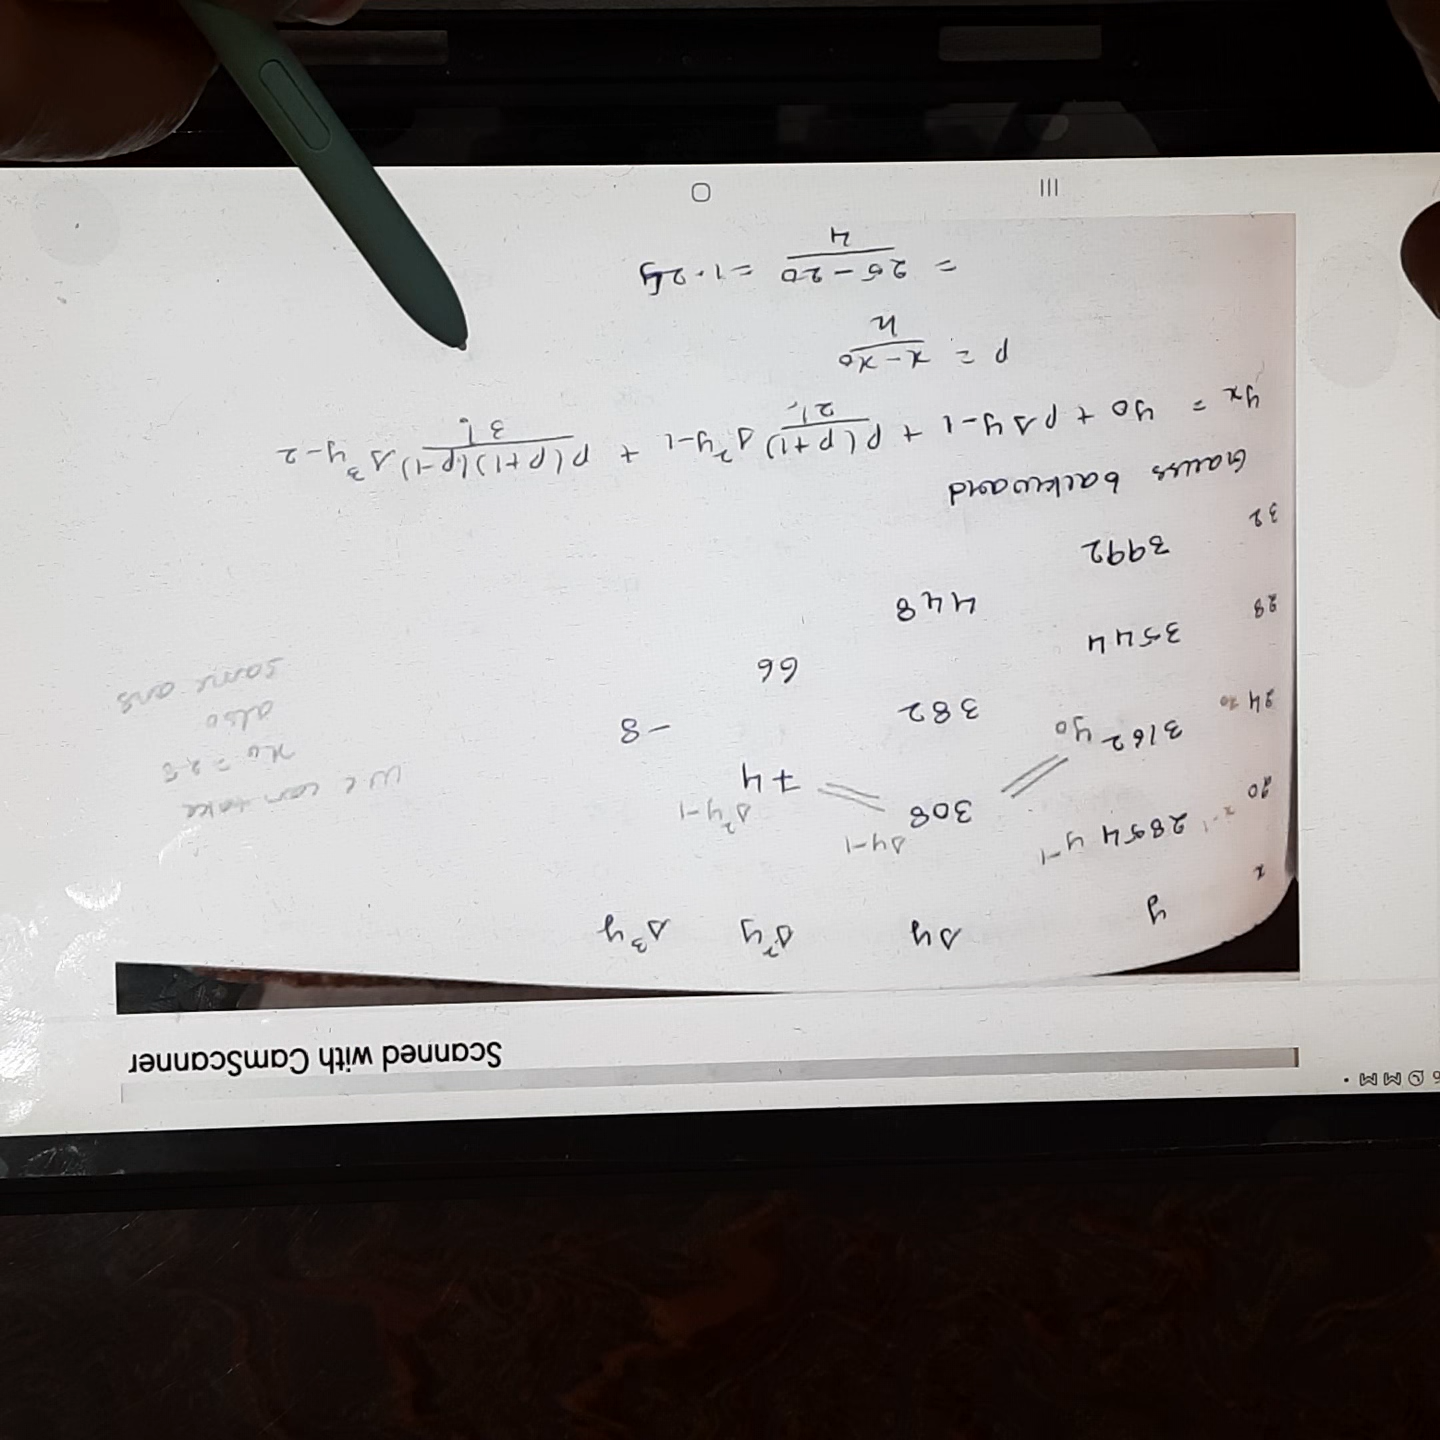 Scanned with CamScanner
x y Δy Δ²y Δ³y
20 x-1 2854 y-1
308 Δy-1
24 3162 y0 74 Δ²y-1
382 -8
28 3544 66
448
32 3992
We can take
x0 = 28
also
same ans
Gauss backward
yx = y0 + pΔy-1 + p(p+1)/2! Δ²y-1 + p(p+1)(p-1)/3! Δ³y-2
p = x-x0/h
= 25-20/4 = 1.25